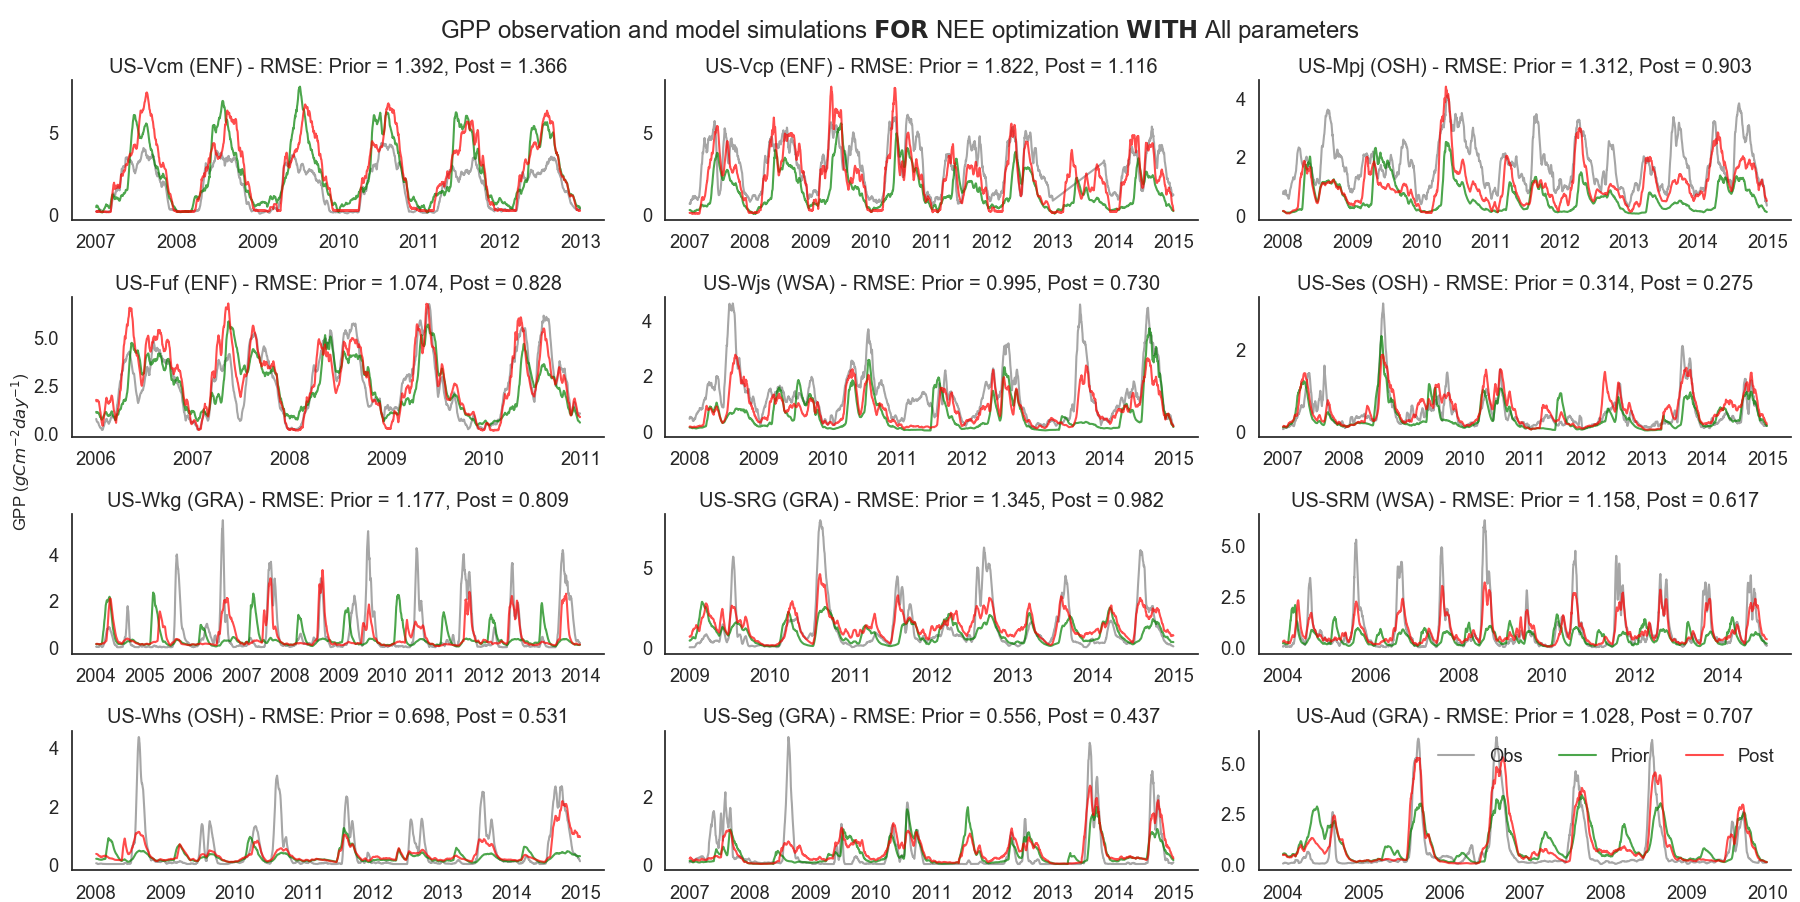 GPP observation and model simulations FOR NEE optimization WITH All parameters
US-Vcm (ENF) - RMSE: Prior = 1.392, Post = 1.366
US-Vcp (ENF) - RMSE: Prior = 1.822, Post = 1.116
US-Mpj (OSH) - RMSE: Prior = 1.312, Post = 0.903
5
0
2007 2008 2009 2010 2011 2012 2013
5
0
2007 2008 2009 2010 2011 2012 2013 2014 2015
4
2
0
2008 2009 2010 2011 2012 2013 2014 2015
US-Fuf (ENF) - RMSE: Prior = 1.074, Post = 0.828
US-Wjs (WSA) - RMSE: Prior = 0.995, Post = 0.730
US-Ses (OSH) - RMSE: Prior = 0.314, Post = 0.275
5.0
2.5
0.0
2006 2007 2008 2009 2010 2011
4
2
0
2008 2009 2010 2011 2012 2013 2014 2015
2
0
2007 2008 2009 2010 2011 2012 2013 2014 2015
GPP (gCm⁻²day⁻¹)
US-Wkg (GRA) - RMSE: Prior = 1.177, Post = 0.809
US-SRG (GRA) - RMSE: Prior = 1.345, Post = 0.982
US-SRM (WSA) - RMSE: Prior = 1.158, Post = 0.617
4
2
0
2004 2005 2006 2007 2008 2009 2010 2011 2012 2013 2014
5
0
2009 2010 2011 2012 2013 2014 2015
5.0
2.5
0.0
2004 2006 2008 2010 2012 2014
US-Whs (OSH) - RMSE: Prior = 0.698, Post = 0.531
US-Seg (GRA) - RMSE: Prior = 0.556, Post = 0.437
US-Aud (GRA) - RMSE: Prior = 1.028, Post = 0.707
4
2
0
2008 2009 2010 2011 2012 2013 2014 2015
2
0
2007 2008 2009 2010 2011 2012 2013 2014 2015
Obs Prior Post
5.0
2.5
0.0
2004 2005 2006 2007 2008 2009 2010